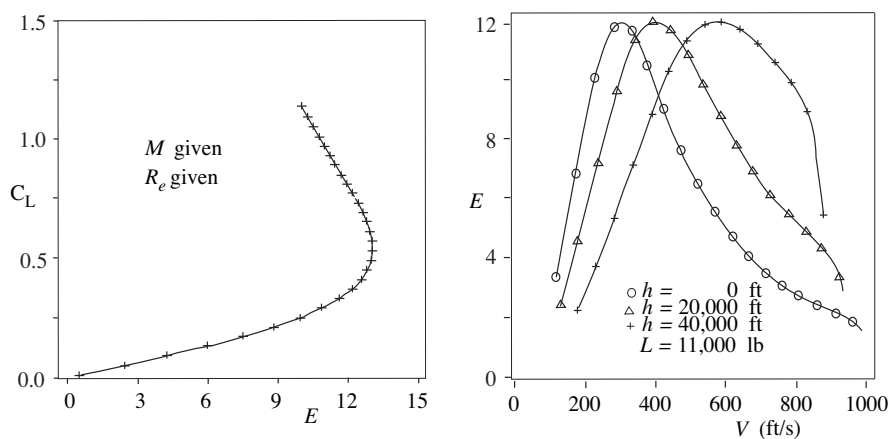 1.5
1.0
C_L
0.5
0
M given
R_e given
0 3 6 9 12 15
E
12
8
E
4
0
h = 0 ft
h = 20,000 ft
h = 40,000 ft
L = 11,000 lb
0 200 400 600 800 1000
V (ft/s)